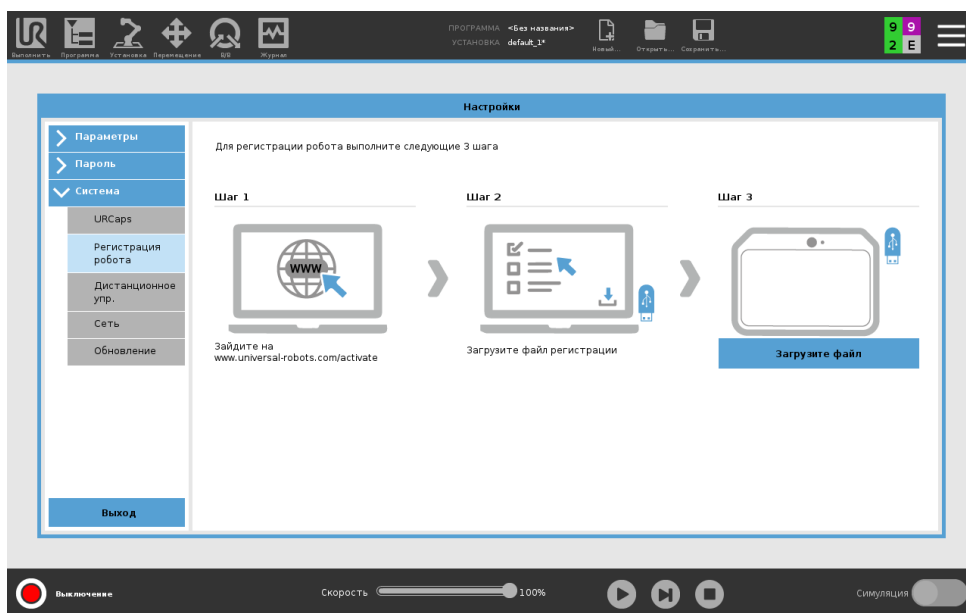 ПРОГРАММА <Без названия>
УСТАНОВКА default_1*
Выполнить Программа Установка Перемещение В/В Журнал
Новый... Открыть... Сохранить...
9 9
2 E
Настройки
Параметры
Пароль
Система
URCaps
Регистрация
робота
Дистанционное
упр.
Сеть
Обновление
Выход
Для регистрации робота выполните следующие 3 шага
Шаг 1
WWW
Зайдите на
www.universal-robots.com/activate
Шаг 2
Загрузите файл регистрации
Шаг 3
Загрузите файл
Выключение
Скорость 100%
Симуляция